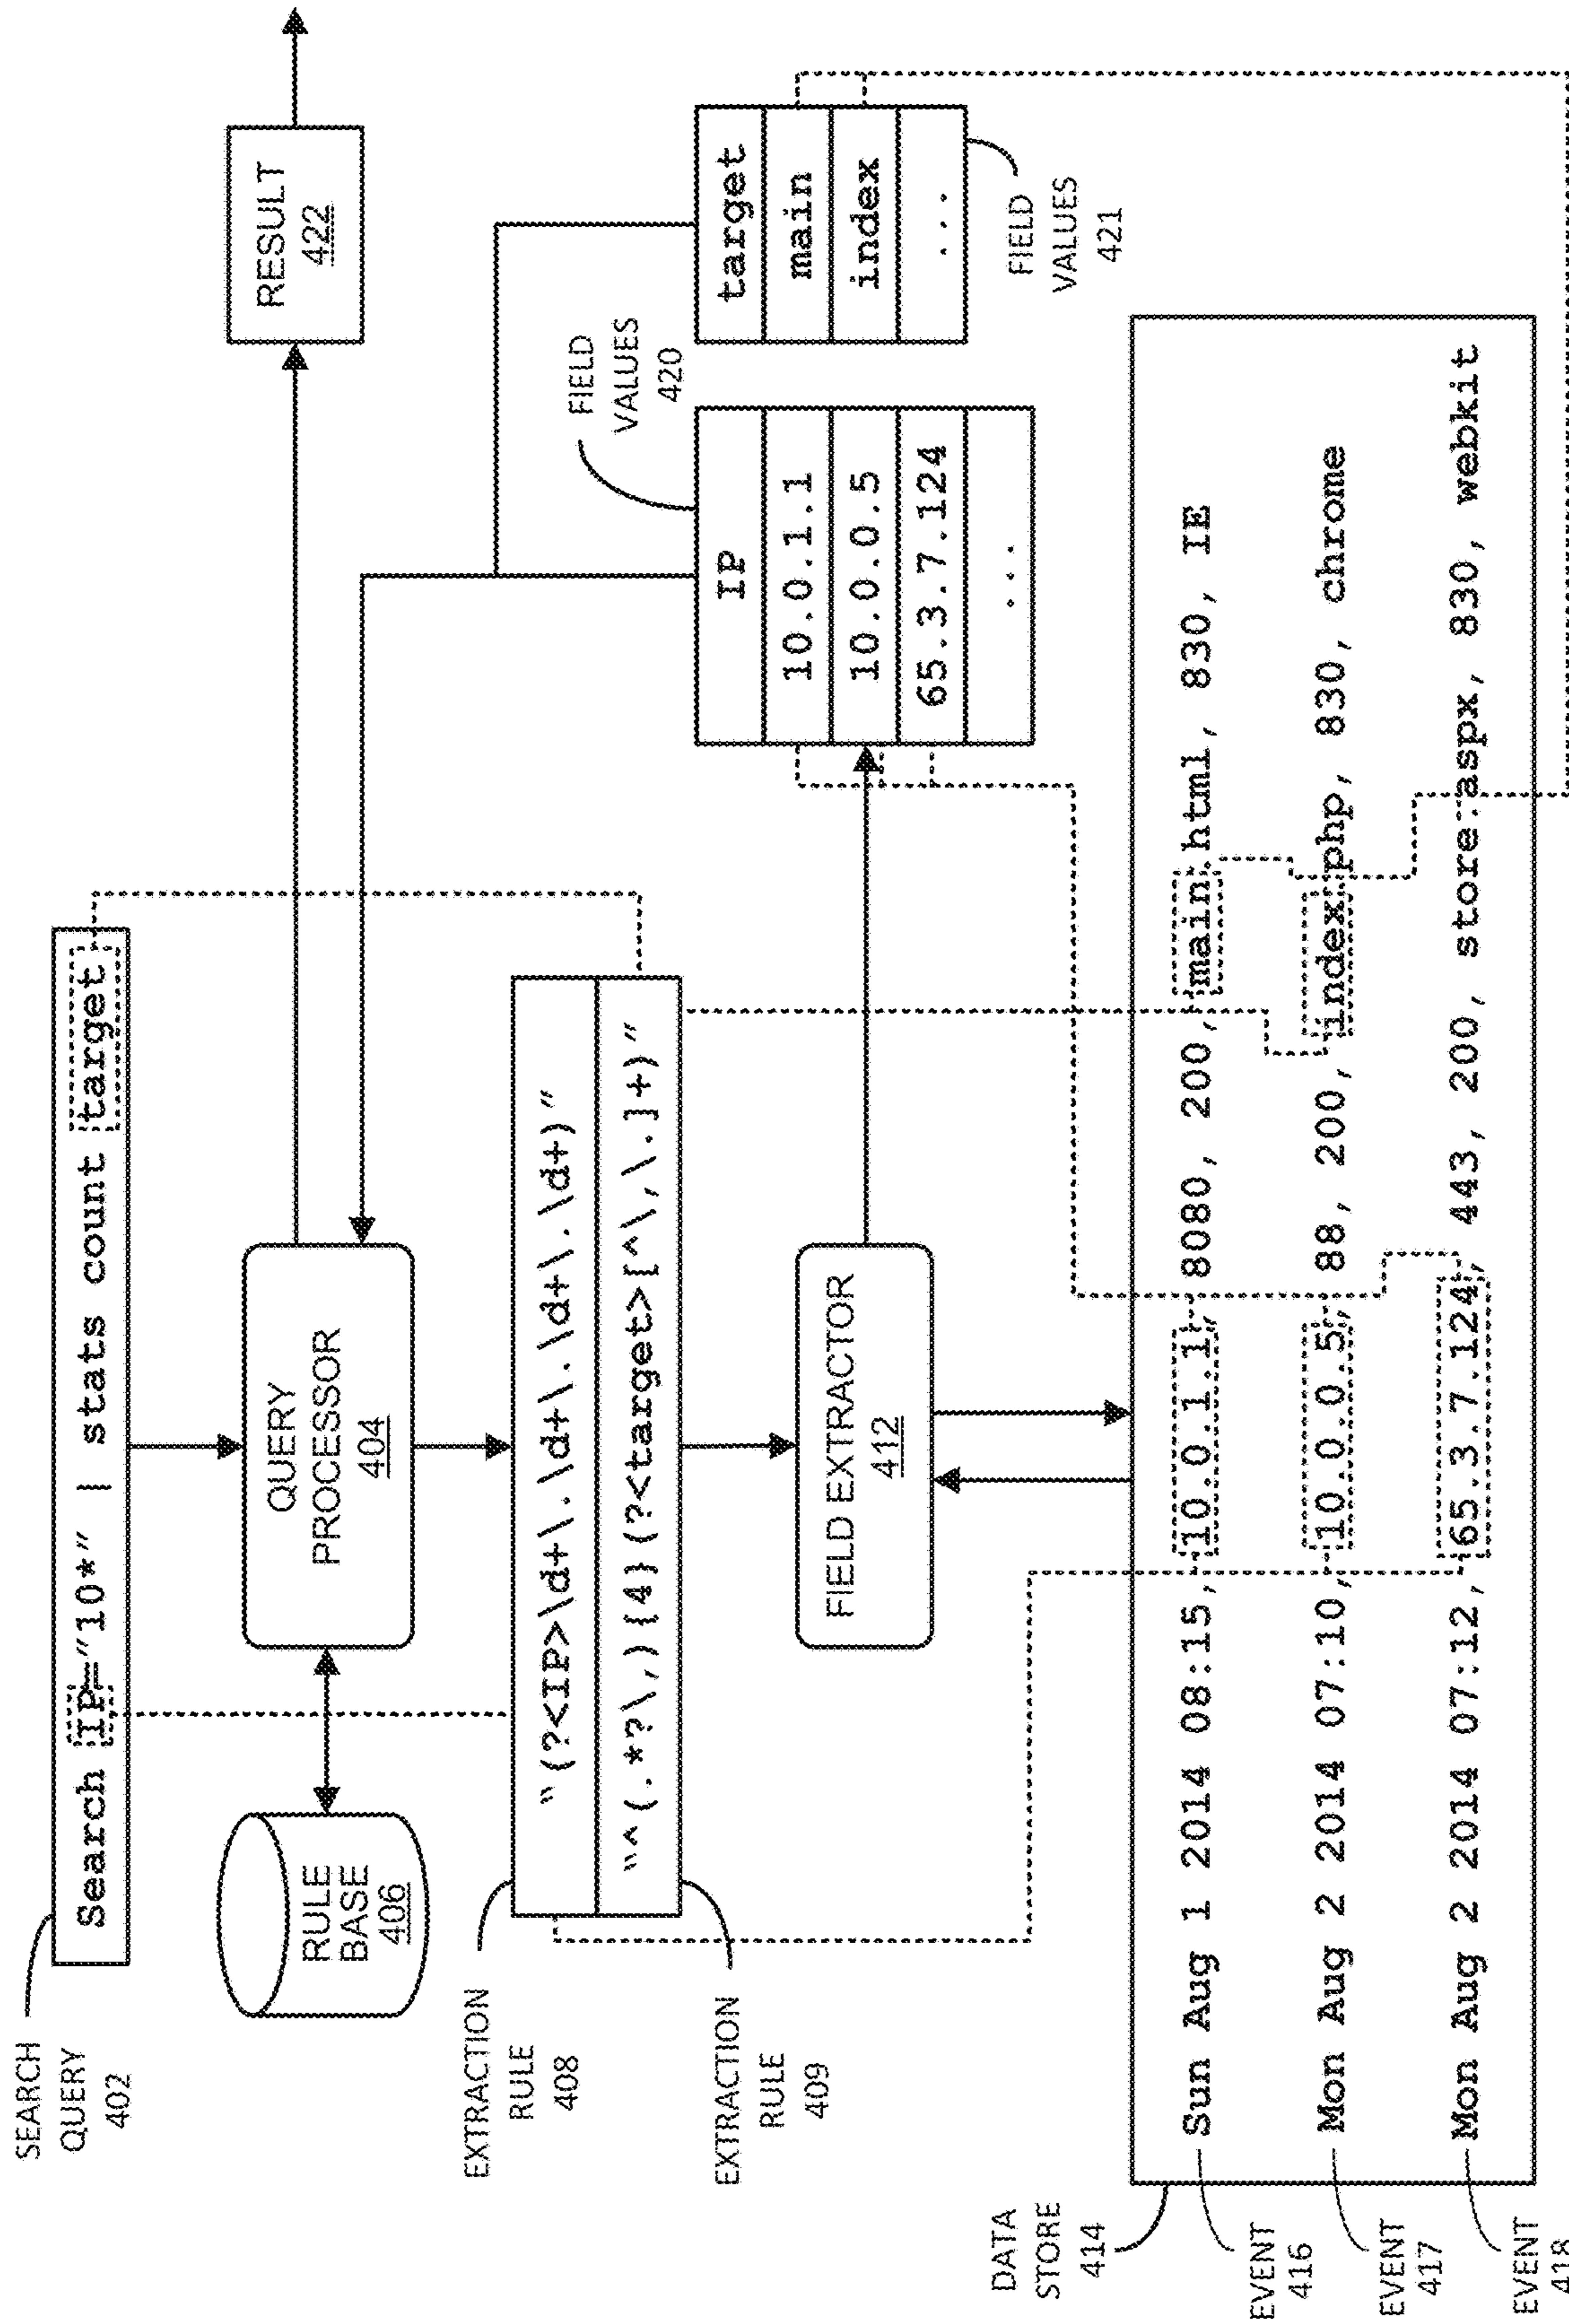 SEARCH
QUERY
402
Search IP="10*" | stats count target
RULE
BASE
406
QUERY
PROCESSOR
404
RESULT
422
EXTRACTION
RULE
408
"(?<IP>\d+\.\d+\.\d+\.\d+)"
EXTRACTION
RULE
409
"^(.*?\,){4}(?<target>[^\,\.]+)"
FIELD
VALUES
420
IP
10.0.1.1
10.0.0.5
65.3.7.124
...
target
main
index
...
FIELD
VALUES
421
FIELD EXTRACTOR
412
DATA
STORE
414
EVENT
416
Sun Aug 1 2014 08:15, 10.0.1.1, 8080, 200, main.html, 830, IE
EVENT
417
Mon Aug 2 2014 07:10, 10.0.0.5, 88, 200, index.php, 830, chrome
EVENT
418
Mon Aug 2 2014 07:12, 65.3.7.124, 443, 200, store.aspx, 830, webkit